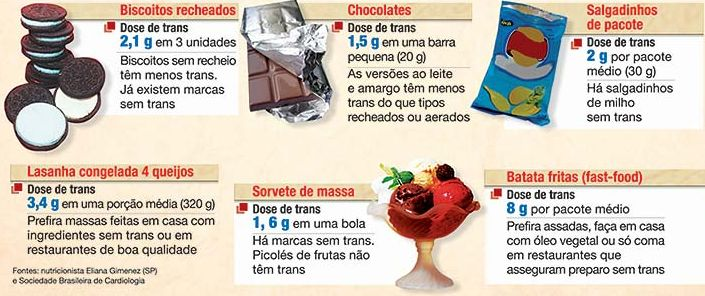 Biscoitos recheados
Dose de trans
2,1 g em 3 unidades
Biscoitos sem recheio
têm menos trans.
Já existem marcas
sem trans
Chocolates
Dose de trans
1,5 g em uma barra
pequena (20 g)
As versões ao leite
e amargo têm menos
trans do que tipos
recheados ou aerados
Salgadinhos
de pacote
Dose de trans
2 g por pacote
médio (30 g)
Há salgadinhos
de milho
sem trans
Lasanha congelada 4 queijos
Dose de trans
3,4 g em uma porção média (320 g)
Prefira massas feitas em casa com
ingredientes sem trans ou em
restaurantes de boa qualidade
Fontes: nutricionista Eliana Gimenez (SP)
e Sociedade Brasileira de Cardiologia
Sorvete de massa
Dose de trans
1, 6 g em uma bola
Há marcas sem trans.
Picolés de frutas não
têm trans
Batata fritas (fast-food)
Dose de trans
8 g por pacote médio
Prefira assadas, faça em casa
com óleo vegetal ou só coma
em restaurantes que
asseguram preparo sem trans